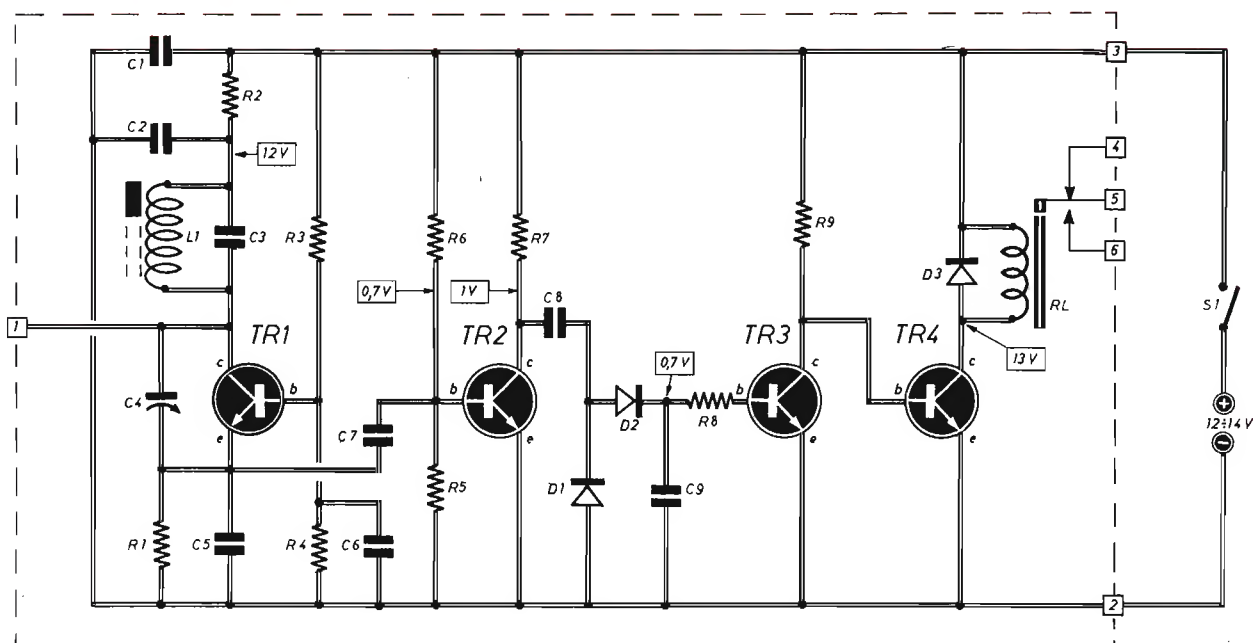 C1
3
R2
C2
12V
4
5
L1
C3
R3
R6
R7
R9
6
D3
0,7V
1V
C8
RL
S1
1
TR1
TR2
TR3
TR4
13V
c
c
0,7V
c
c
C4
b
b
b
b
D2
R8
12÷14V
e
e
e
e
C7
D1
R5
C9
R1
C5
R4
C6
2